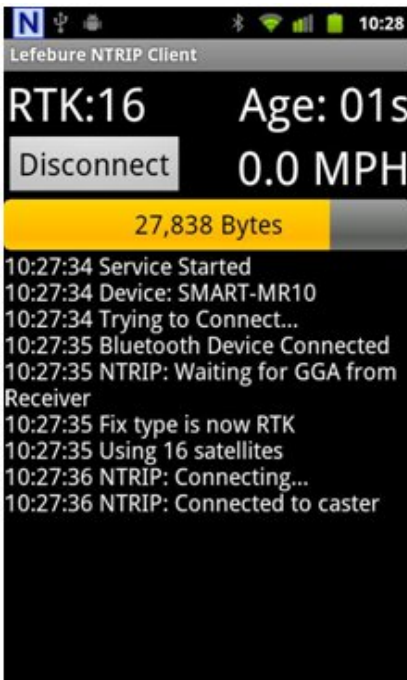 N 10:28
Lefebure NTRIP Client
RTK:16 Age: 01s
Disconnect 0.0 MPH
27,838 Bytes
10:27:34 Service Started
10:27:34 Device: SMART-MR10
10:27:34 Trying to Connect...
10:27:35 Bluetooth Device Connected
10:27:35 NTRIP: Waiting for GGA from
Receiver
10:27:35 Fix type is now RTK
10:27:35 Using 16 satellites
10:27:36 NTRIP: Connecting...
10:27:36 NTRIP: Connected to caster